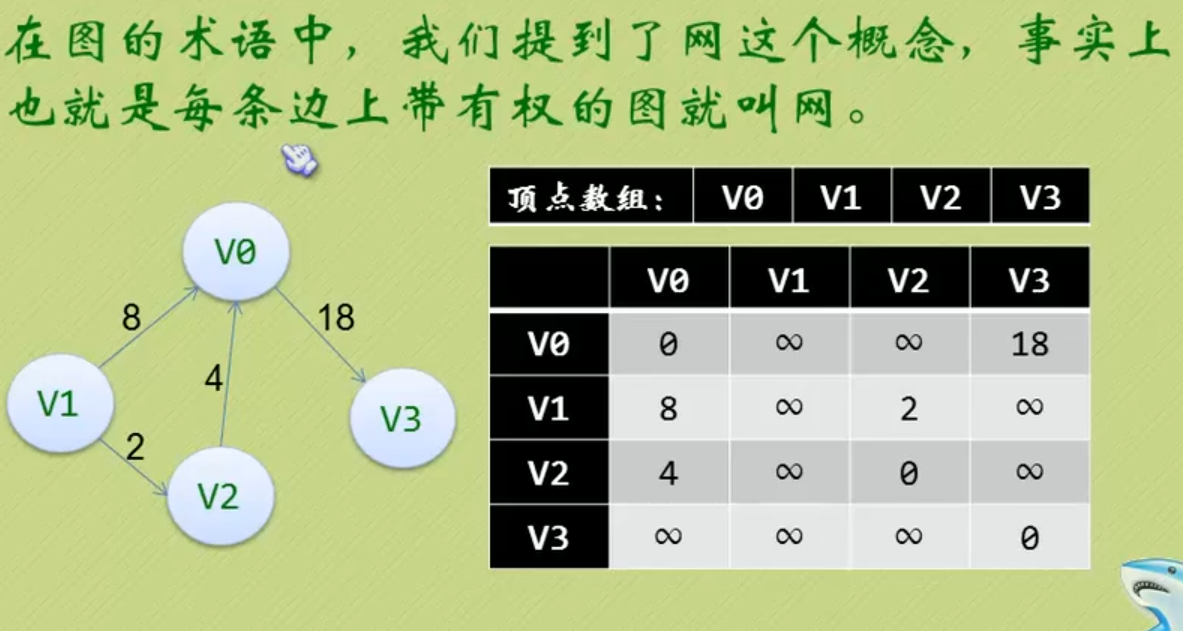 在图的术语中，我们提到了网这个概念，事实上
也就是每条边上带有权的图就叫网。
顶点数组： V0 V1 V2 V3
V0
8
18
V1
4
V3
2
V2
V0 V1 V2 V3
V0 0 ∞ ∞ 18
V1 8 ∞ 2 ∞
V2 4 ∞ 0 ∞
V3 ∞ ∞ ∞ 0